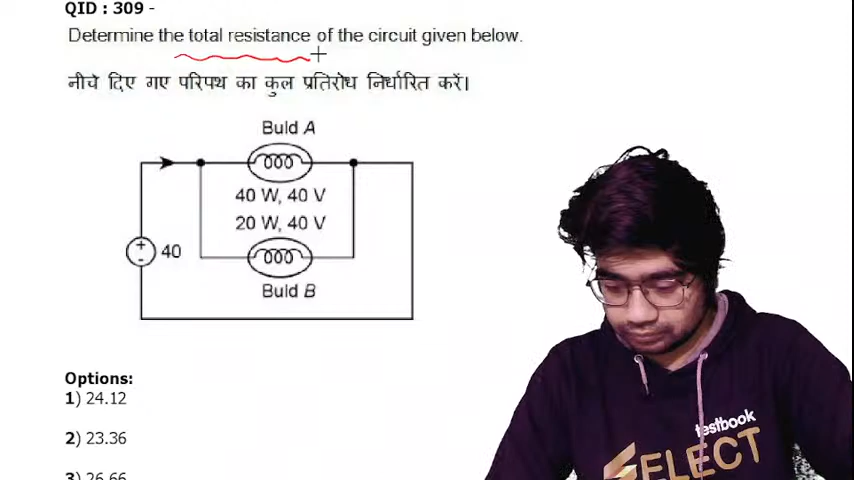 QID : 309 -
Determine the total resistance of the circuit given below.
नीचे दिए गए परिपथ का कुल प्रतिरोध निर्धारित करें।
Buld A
40 W, 40 V
20 W, 40 V
+
-
40
Buld B
Options:
1) 24.12
2) 23.36
3) 26.66
testbook
SELECT